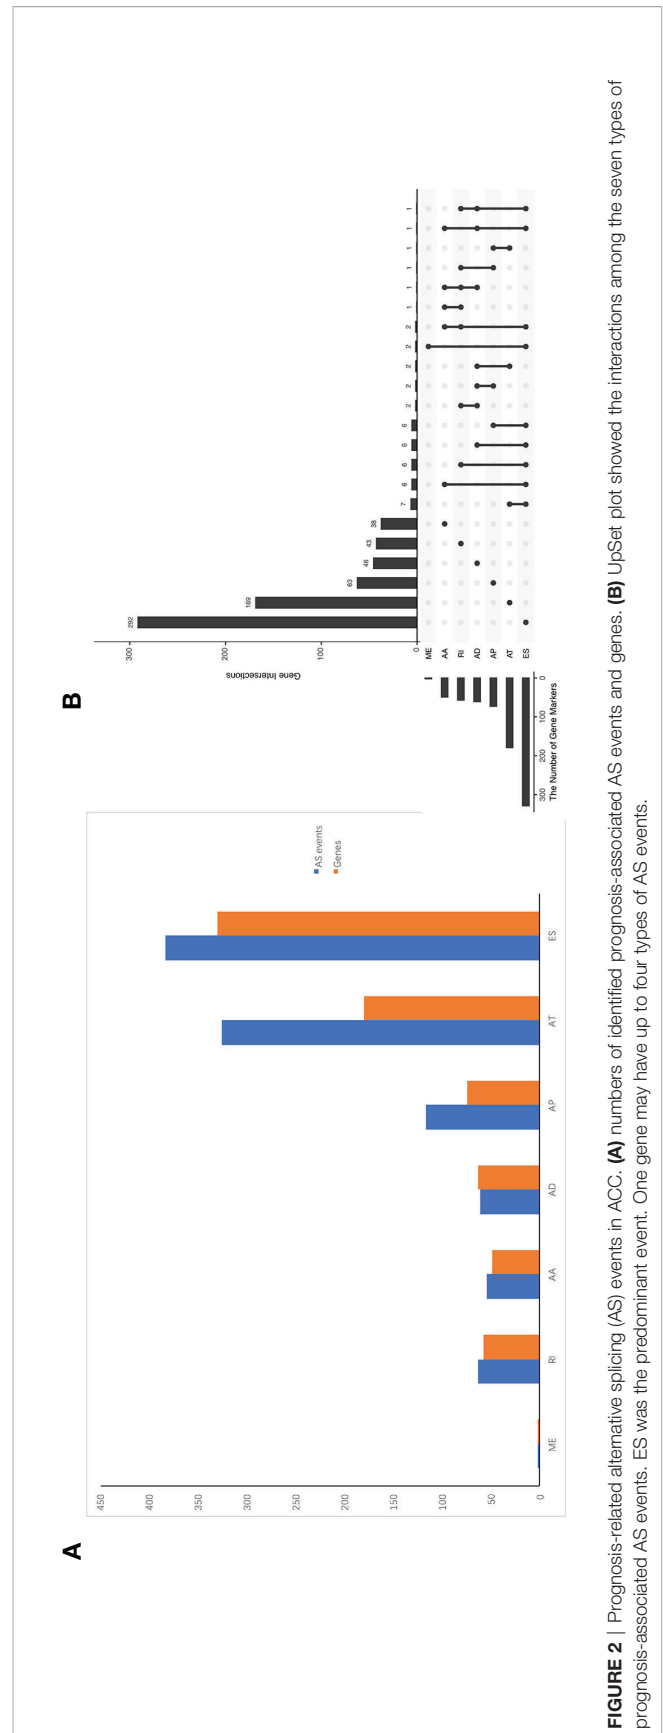 A
450
400
350
300
250
200
150
100
50
0
ME
RI
AA
AD
AP
AT
ES
AS events
Genes
B
300
200
100
0
Gene Intersections
292
169
63
46
43
38
7
6
6
6
6
2
2
2
2
2
1
1
1
1
1
1
ME
AA
RI
AD
AP
AT
ES
300
200
100
0
The Number of Gene Markers
FIGURE 2 | Prognosis-related alternative splicing (AS) events in ACC. (A) numbers of identified prognosis-associated AS events and genes. (B) UpSet plot showed the interactions among the seven types of
prognosis-associated AS events. ES was the predominant event. One gene may have up to four types of AS events.